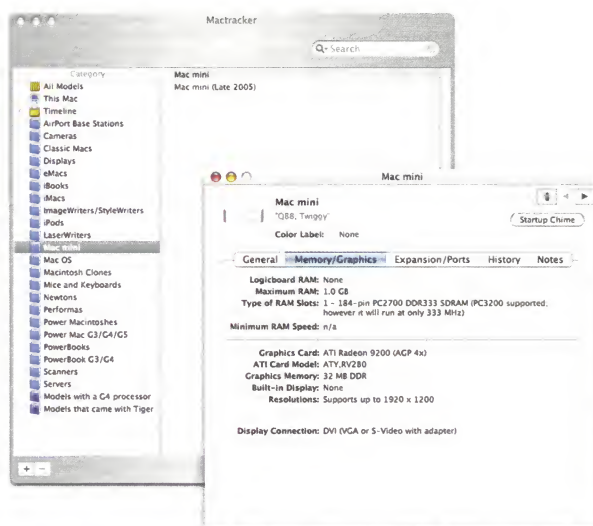 Mactracker
Search
Category
All Models
This Mac
Timeline
AirPort Base Stations
Cameras
Classic Macs
Displays
eMacs
iBooks
iMacs
ImageWriters/StyleWriters
iPods
LaserWriters
Mac mini
Mac OS
Macintosh Clones
Mice and Keyboards
Newtons
Performas
Power Macintoshes
Power Mac G3/G4/G5
PowerBooks
PowerBook G3/G4
Scanners
Servers
Models with a G4 processor
Models that came with Tiger
Mac mini
Mac mini (Late 2005)
Mac mini
Mac mini
"Q88, Twiggy"
Color Label: None
Startup Chime
General Memory/Graphics Expansion/Ports History Notes
Logicboard RAM: None
Maximum RAM: 1.0 GB
Type of RAM Slots: 1 - 184-pin PC2700 DDR333 SDRAM (PC3200 supported,
however it will run at only 333 MHz)
Minimum RAM Speed: n/a
Graphics Card: ATI Radeon 9200 (AGP 4x)
ATI Card Model: ATY,RV280
Graphics Memory: 32 MB DDR
Built-in Display: None
Resolutions: Supports up to 1920 x 1200
Display Connection: DVI (VGA or S-Video with adapter)